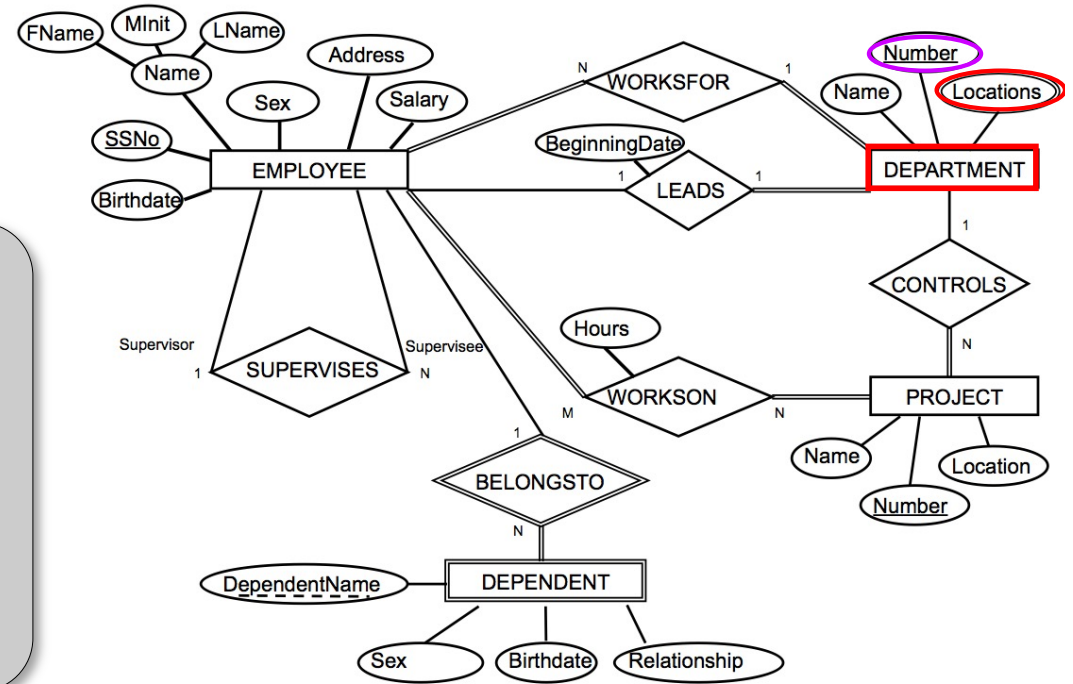 MInit
FName
LName
Name
Address
Sex
Salary
SSNo
EMPLOYEE
Birthdate
N
WORKSFOR
1
Number
Name
Locations
BeginningDate
1
LEADS
1
DEPARTMENT
1
CONTROLS
N
Supervisor
1
SUPERVISES
Supervisee
N
Hours
M
WORKSON
N
PROJECT
Name
Number
Location
1
BELONGSTO
N
DependentName
DEPENDENT
Sex
Birthdate
Relationship